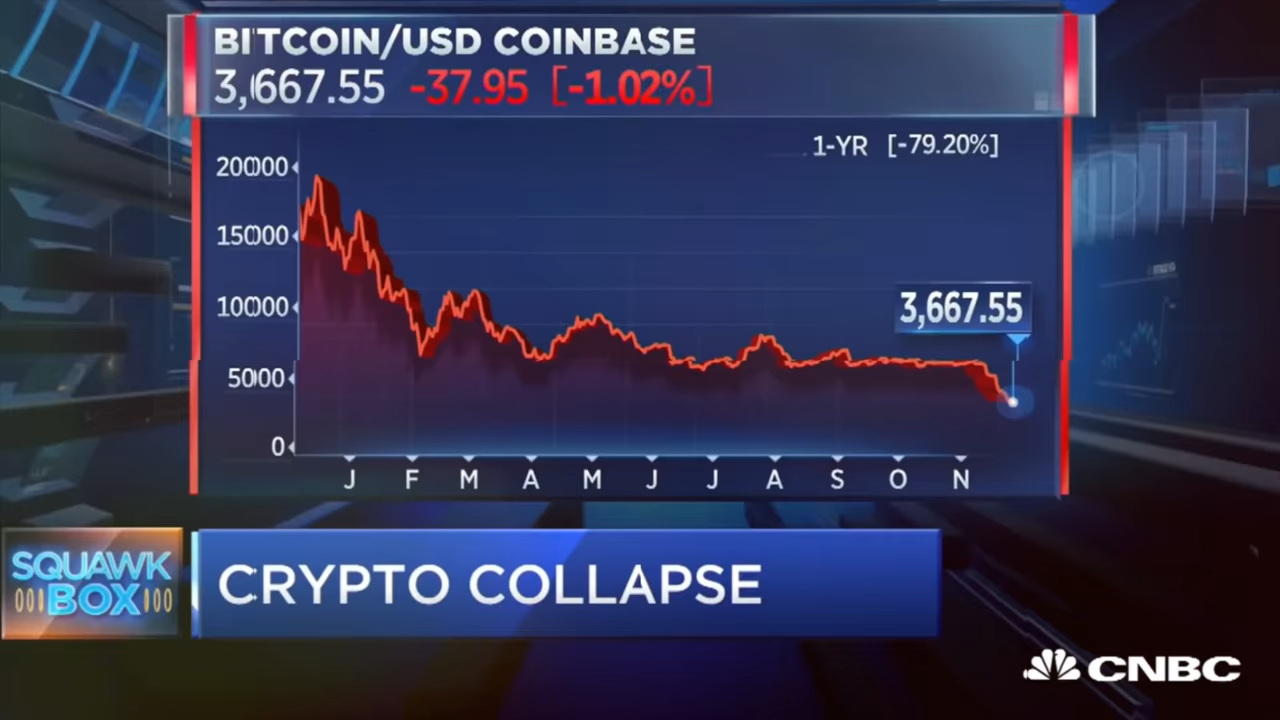 BITCOIN/USD COINBASE
3,667.55 -37.95 [-1.02%]
1-YR [-79.20%]
20000
15000
10000
5000
0
3,667.55
J F M A M J J A S O N
SQUAWK
BOX
CRYPTO COLLAPSE
CNBC